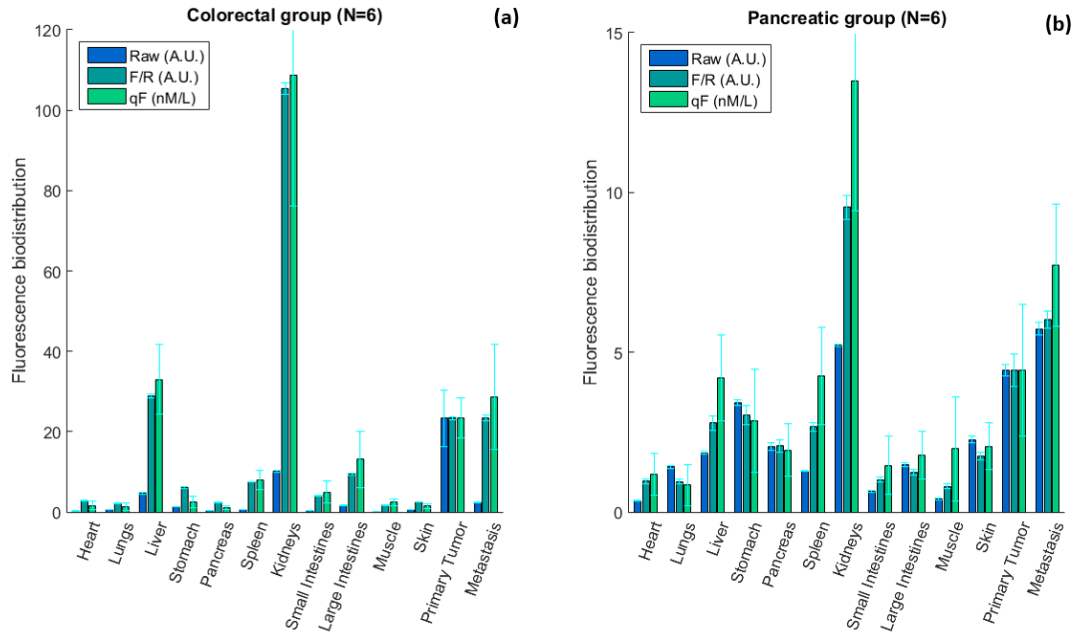 Colorectal group (N=6)
(a)
Raw (A.U.)
F/R (A.U.)
qF (nM/L)
Fluorescence biodistribution
120
100
80
60
40
20
0
Heart
Lungs
Liver
Stomach
Pancreas
Spleen
Kidneys
Small Intestines
Large Intestines
Muscle
Skin
Primary Tumor
Metastasis
Pancreatic group (N=6)
(b)
Raw (A.U.)
F/R (A.U.)
qF (nM/L)
Fluorescence biodistribution
15
10
5
0
Heart
Lungs
Liver
Stomach
Pancreas
Spleen
Kidneys
Small Intestines
Large Intestines
Muscle
Skin
Primary Tumor
Metastasis